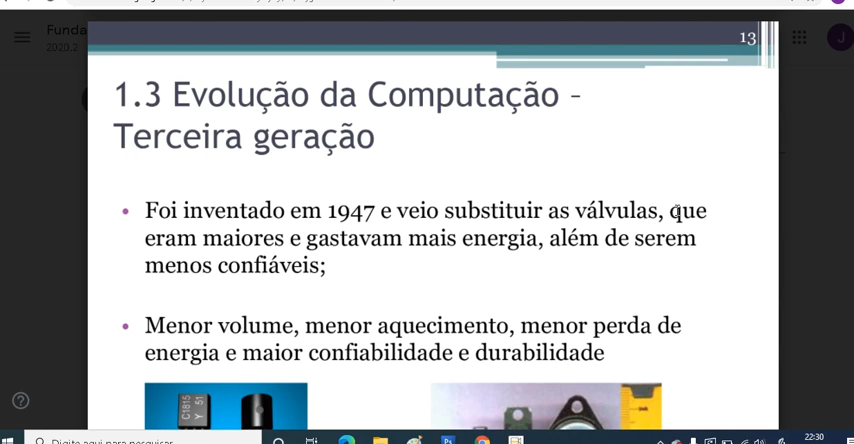 Funda
2020.2
13
J
1.3 Evolução da Computação –
Terceira geração
• Foi inventado em 1947 e veio substituir as válvulas, que
eram maiores e gastavam mais energia, além de serem
menos confiáveis;
• Menor volume, menor aquecimento, menor perda de
energia e maior confiabilidade e durabilidade
C1815
Y 51
Digite aqui para pesquisar
Ps
22:30